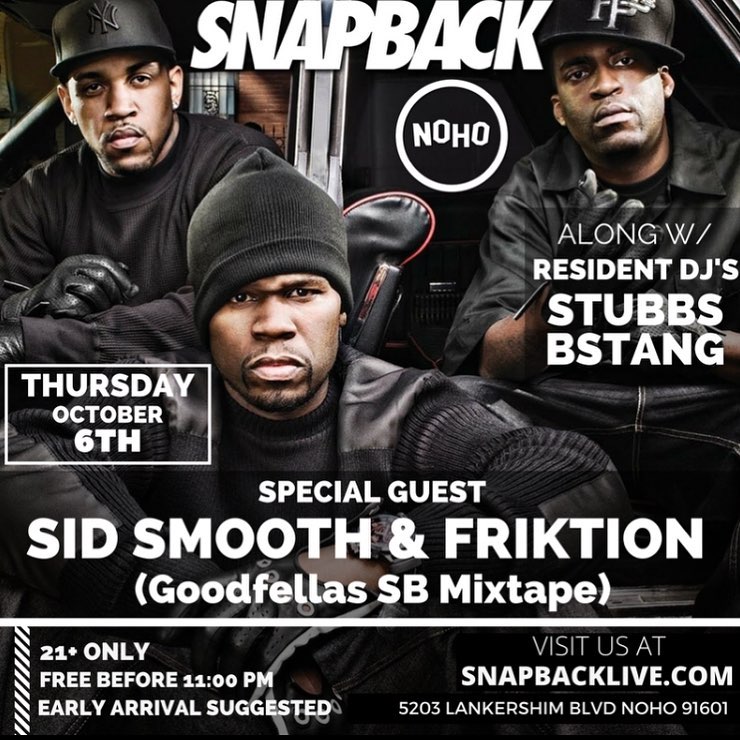 SNAPBACK
NOHO
ALONG W/
RESIDENT DJ'S
STUBBS
BSTANG
THURSDAY
OCTOBER
6TH
SPECIAL GUEST
SID SMOOTH & FRIKTION
(Goodfellas SB Mixtape)
21+ ONLY
FREE BEFORE 11:00 PM
EARLY ARRIVAL SUGGESTED
VISIT US AT
SNAPBACKLIVE.COM
5203 LANKERSHIM BLVD NOHO 91601